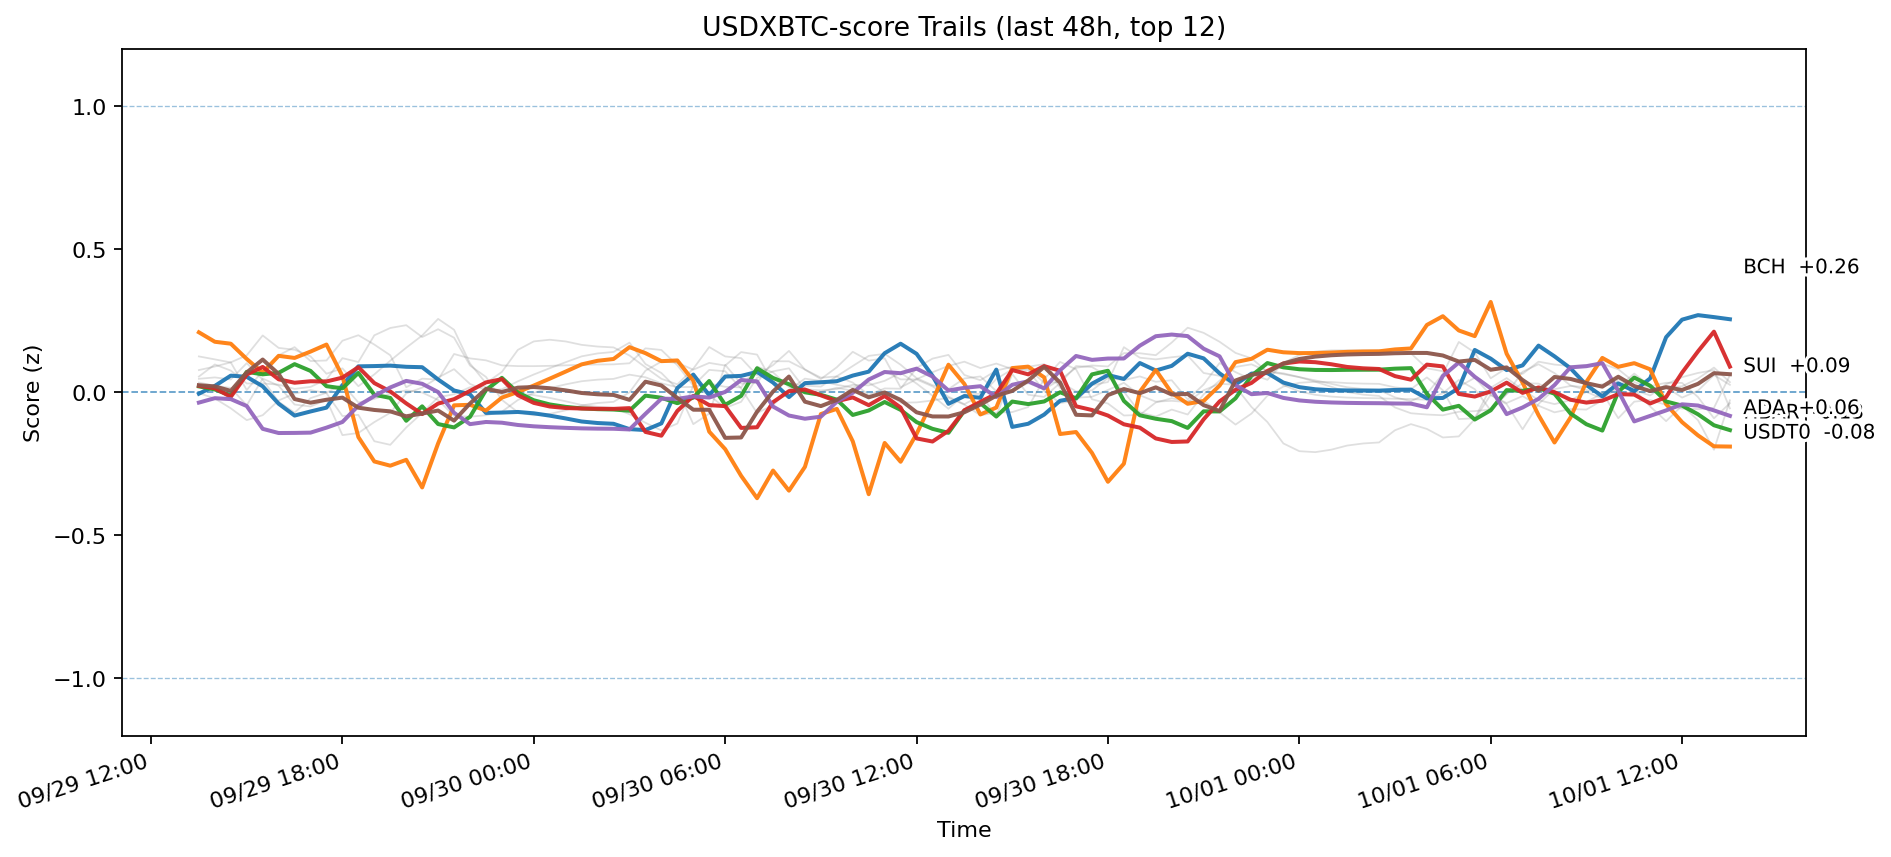 USDXBTC-score Trails (last 48h, top 12)
Score (z)
1.0
0.5
0.0
−0.5
−1.0
BCH +0.26
SUI +0.09
ADA +0.06
USDT0 -0.08
09/29 12:00
09/29 18:00
09/30 00:00
09/30 06:00
09/30 12:00
09/30 18:00
10/01 00:00
10/01 06:00
10/01 12:00
Time